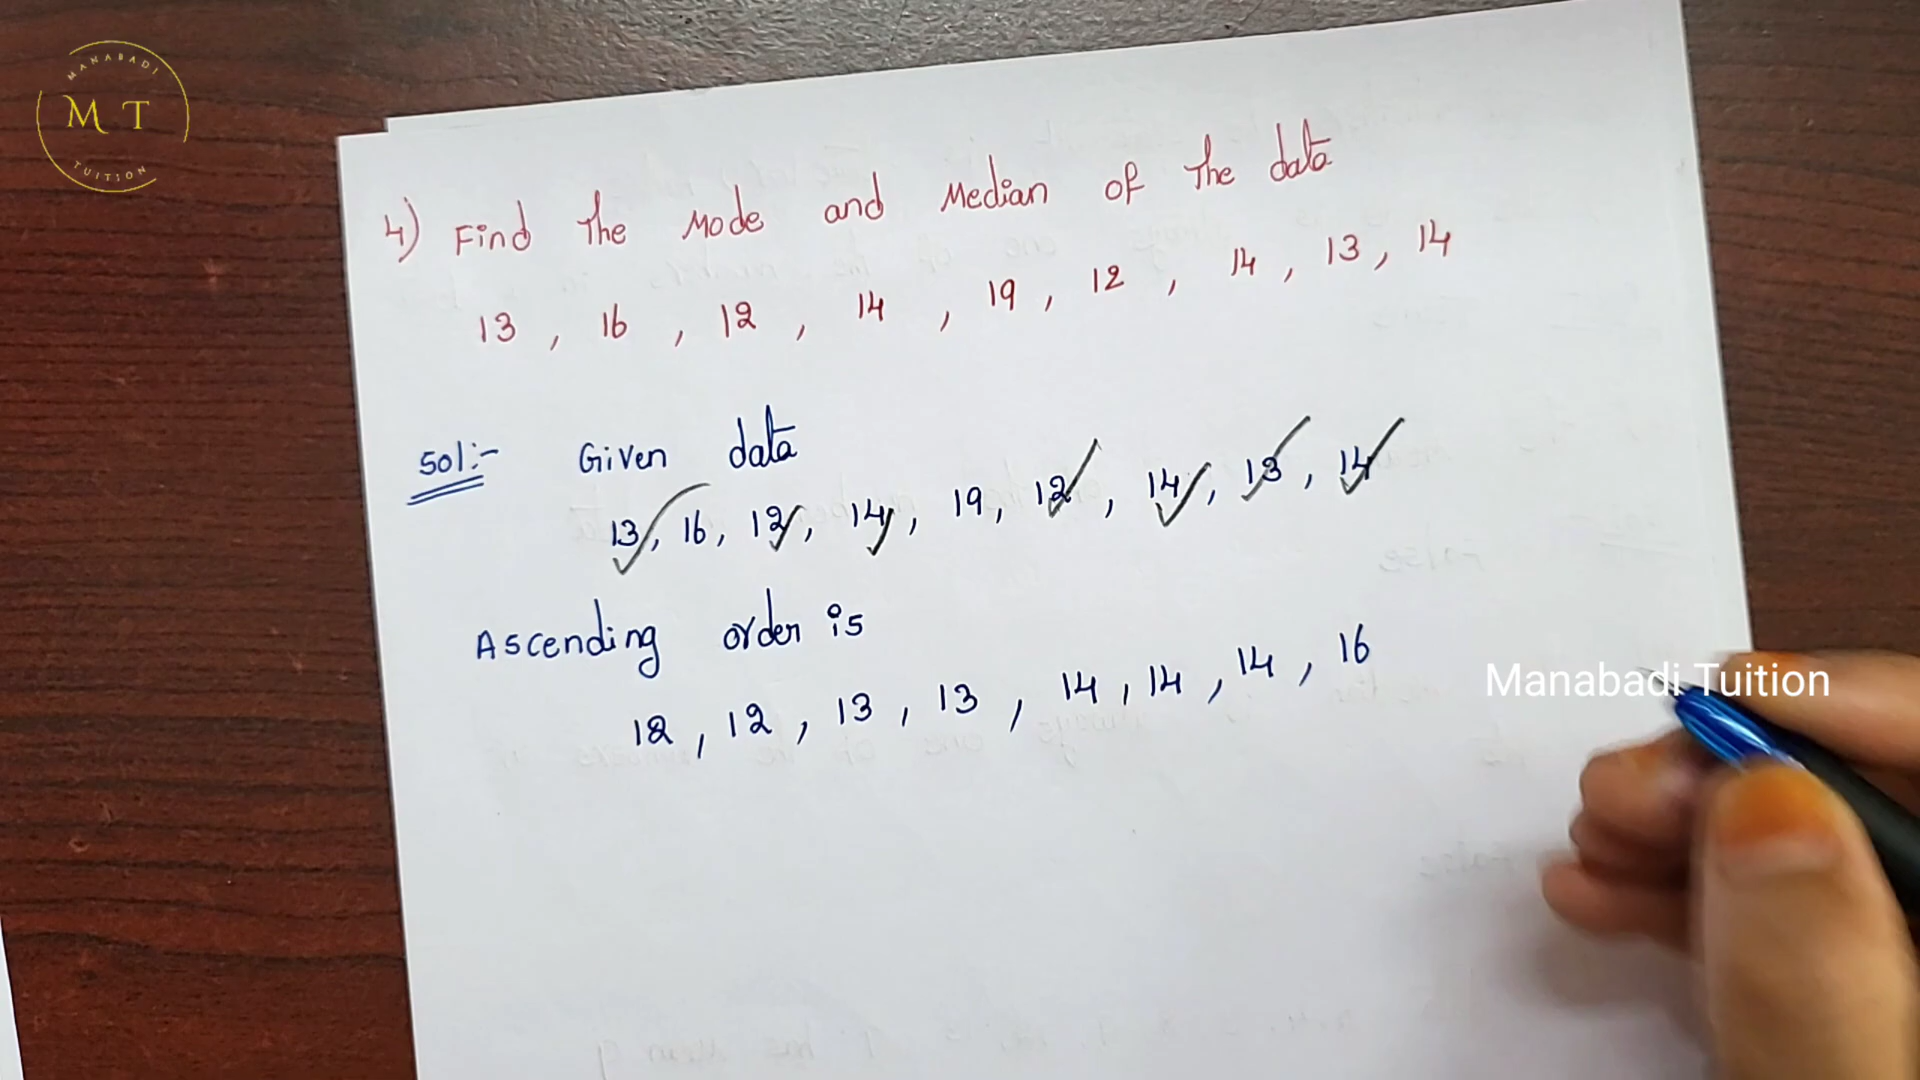 MANABADI
M T
TUITION
4) Find the Mode and Median of the data
13 , 16 , 12 , 14 , 19 , 12 , 14 , 13 , 14
Sol:- Given data
13, 16, 12, 14, 19, 12, 14, 13, 14
Ascending order is
12, 12, 13, 13, 14, 14, 14, 16
Manabadi Tuition